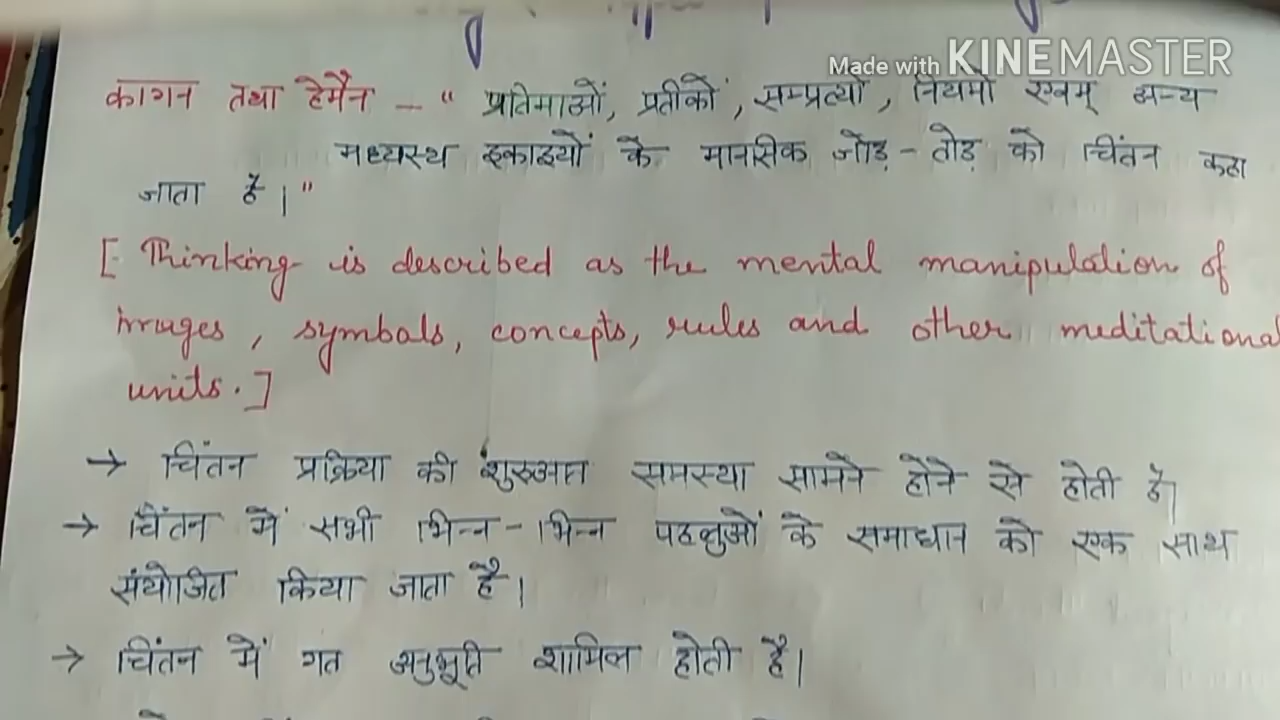 Made with KINEMASTER
कागन तथा हेमैन – " प्रतिमाओं, प्रतीकों, सम्प्रत्यों, नियमों एवम् अन्य
मध्यस्थ इकाइयों के मानसिक जोड़ - तोड़ को चिंतन कहा
जाता है।"
[ Thinking is described as the mental manipulation of
images, symbols, concepts, rules and other meditational
units. ]
→ चिंतन प्रक्रिया की शुरुआत समस्या सामने होने से होती है।
→ चिंतन में सभी भिन्न - भिन्न पहलुओं के समाधान को एक साथ
संयोजित किया जाता है।
→ चिंतन में गत अनुभूति शामिल होती है।